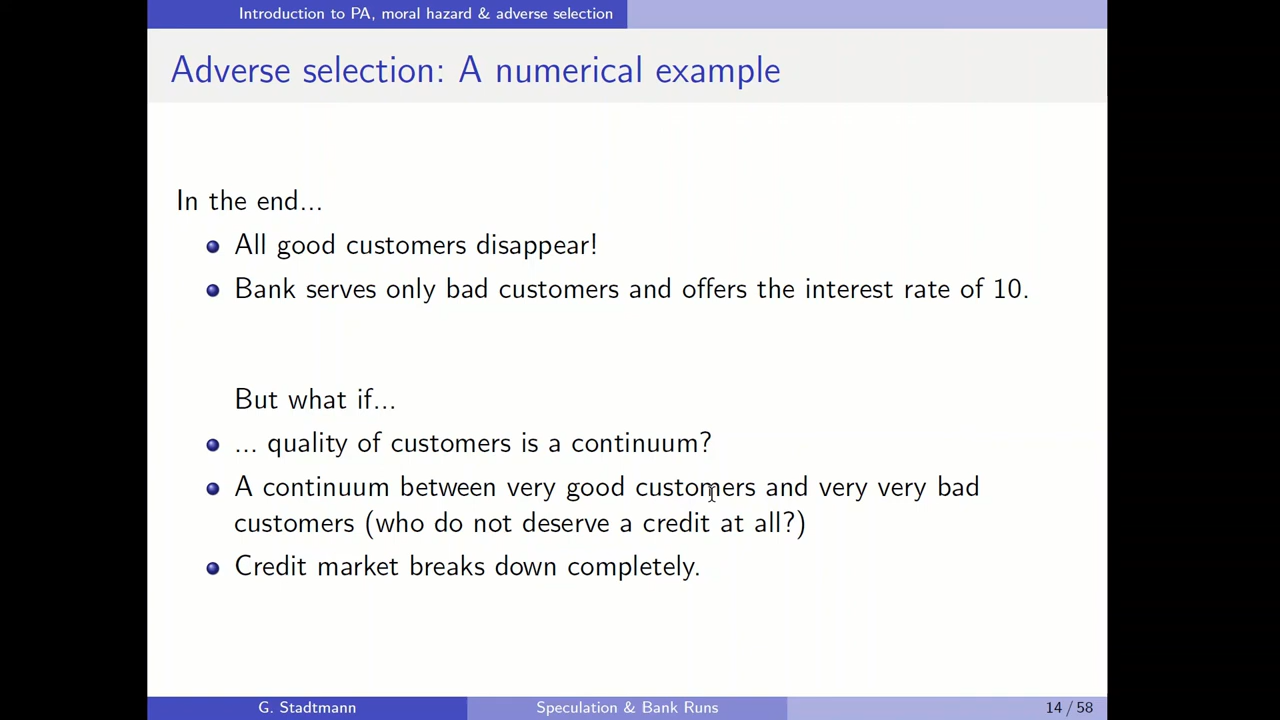 Introduction to PA, moral hazard & adverse selection
Adverse selection: A numerical example
In the end...
All good customers disappear!
Bank serves only bad customers and offers the interest rate of 10.
But what if...
... quality of customers is a continuum?
A continuum between very good customers and very very bad
customers (who do not deserve a credit at all?)
Credit market breaks down completely.
G. Stadtmann
Speculation & Bank Runs
14 / 58